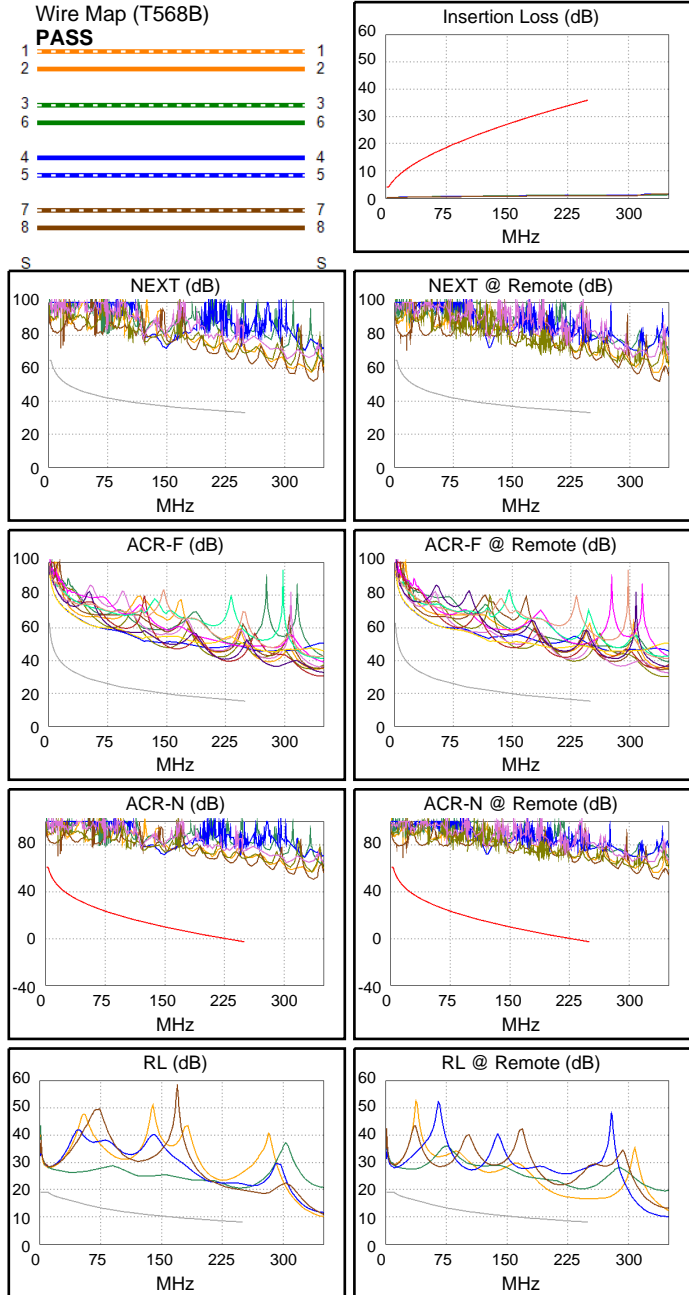 Wire Map (T568B)
PASS
1 1
2 2
3 3
6 6
4 4
5 5
7 7
8 8
S S
Insertion Loss (dB)
60
50
40
30
20
10
0
0 75 150 225 300
MHz
NEXT (dB)
100
80
60
40
20
0
0 75 150 225 300
MHz
NEXT @ Remote (dB)
100
80
60
40
20
0
0 75 150 225 300
MHz
ACR-F (dB)
100
80
60
40
20
0
0 75 150 225 300
MHz
ACR-F @ Remote (dB)
100
80
60
40
20
0
0 75 150 225 300
MHz
ACR-N (dB)
80
40
0
-40
0 75 150 225 300
MHz
ACR-N @ Remote (dB)
80
40
0
-40
0 75 150 225 300
MHz
RL (dB)
60
50
40
30
20
10
0
0 75 150 225 300
MHz
RL @ Remote (dB)
60
50
40
30
20
10
0
0 75 150 225 300
MHz